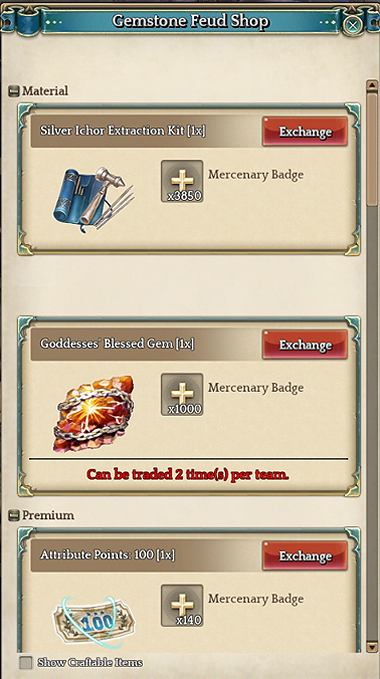 Gemstone Feud Shop
Material
Silver Ichor Extraction Kit [1x]
Exchange
Mercenary Badge
x3850
Goddesses' Blessed Gem [1x]
Exchange
Mercenary Badge
x1000
Can be traded 2 time(s) per team.
Premium
Attribute Points: 100 [1x]
Exchange
Mercenary Badge
100
x140
Show Craftable Items